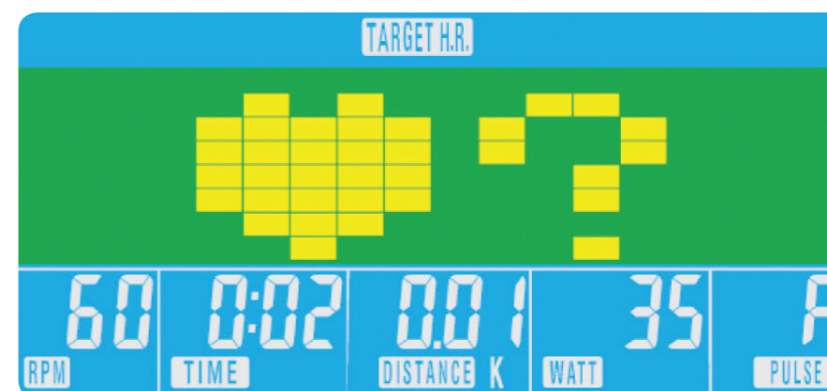 TARGET H.R.
?
60 0:02 0.01 35 P
RPM TIME DISTANCE K WATT PULSE